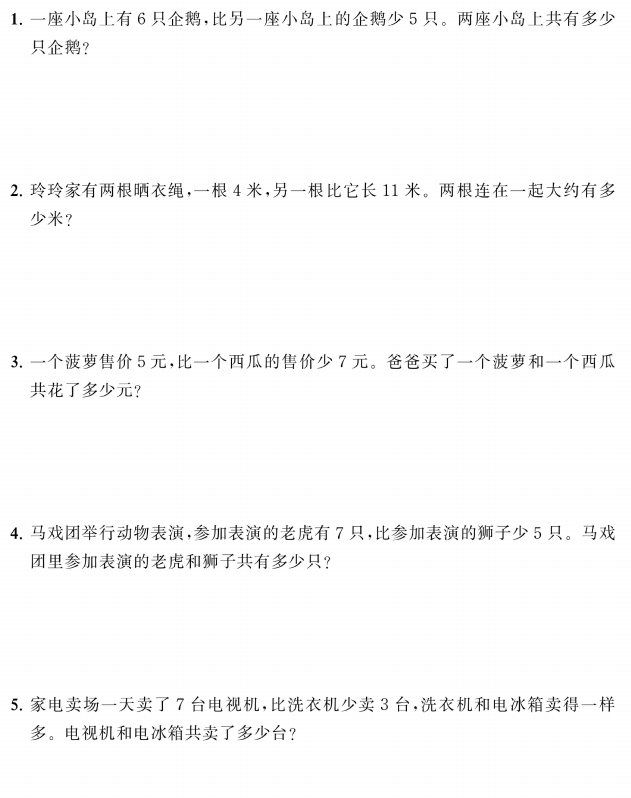 1. 一座小岛上有 6 只企鹅,比另一座小岛上的企鹅少 5 只。两座小岛上共有多少
只企鹅?
2. 玲玲家有两根晒衣绳,一根 4 米,另一根比它长 11 米。两根连在一起大约有多
少米?
3. 一个菠萝售价 5 元,比一个西瓜的售价少 7 元。爸爸买了一个菠萝和一个西瓜
共花了多少元?
4. 马戏团举行动物表演,参加表演的老虎有 7 只,比参加表演的狮子少 5 只。马戏
团里参加表演的老虎和狮子共有多少只?
5. 家电卖场一天卖了 7 台电视机,比洗衣机少卖 3 台,洗衣机和电冰箱卖得一样
多。电视机和电冰箱共卖了多少台?